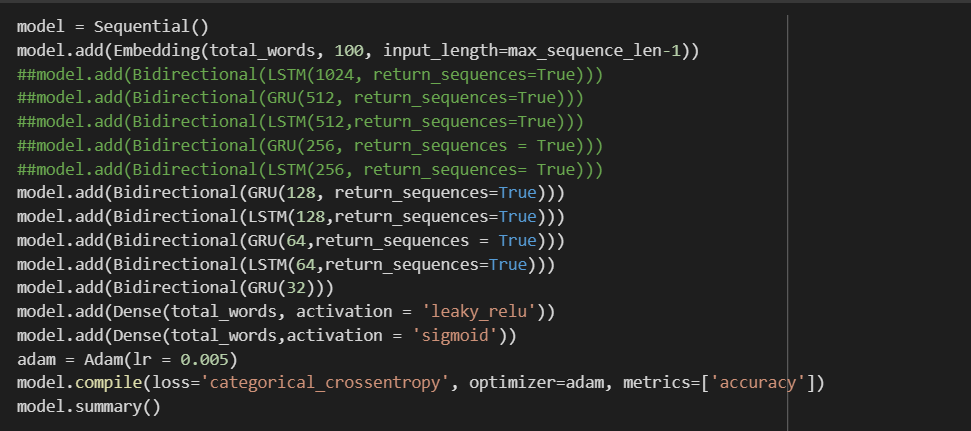 model = Sequential()
model.add(Embedding(total_words, 100, input_length=max_sequence_len-1))
##model.add(Bidirectional(LSTM(1024, return_sequences=True)))
##model.add(Bidirectional(GRU(512, return_sequences=True)))
##model.add(Bidirectional(LSTM(512,return_sequences=True)))
##model.add(Bidirectional(GRU(256, return_sequences = True)))
##model.add(Bidirectional(LSTM(256, return_sequences= True)))
model.add(Bidirectional(GRU(128, return_sequences=True)))
model.add(Bidirectional(LSTM(128,return_sequences=True)))
model.add(Bidirectional(GRU(64,return_sequences = True)))
model.add(Bidirectional(LSTM(64,return_sequences=True)))
model.add(Bidirectional(GRU(32)))
model.add(Dense(total_words, activation = 'leaky_relu'))
model.add(Dense(total_words,activation = 'sigmoid'))
adam = Adam(lr = 0.005)
model.compile(loss='categorical_crossentropy', optimizer=adam, metrics=['accuracy'])
model.summary()